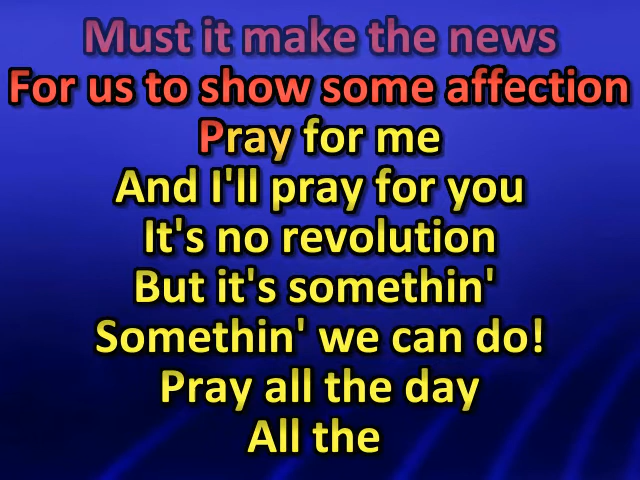 Must it make the news
For us to show some affection
Pray for me
And I'll pray for you
It's no revolution
But it's somethin'
Somethin' we can do!
Pray all the day
All the